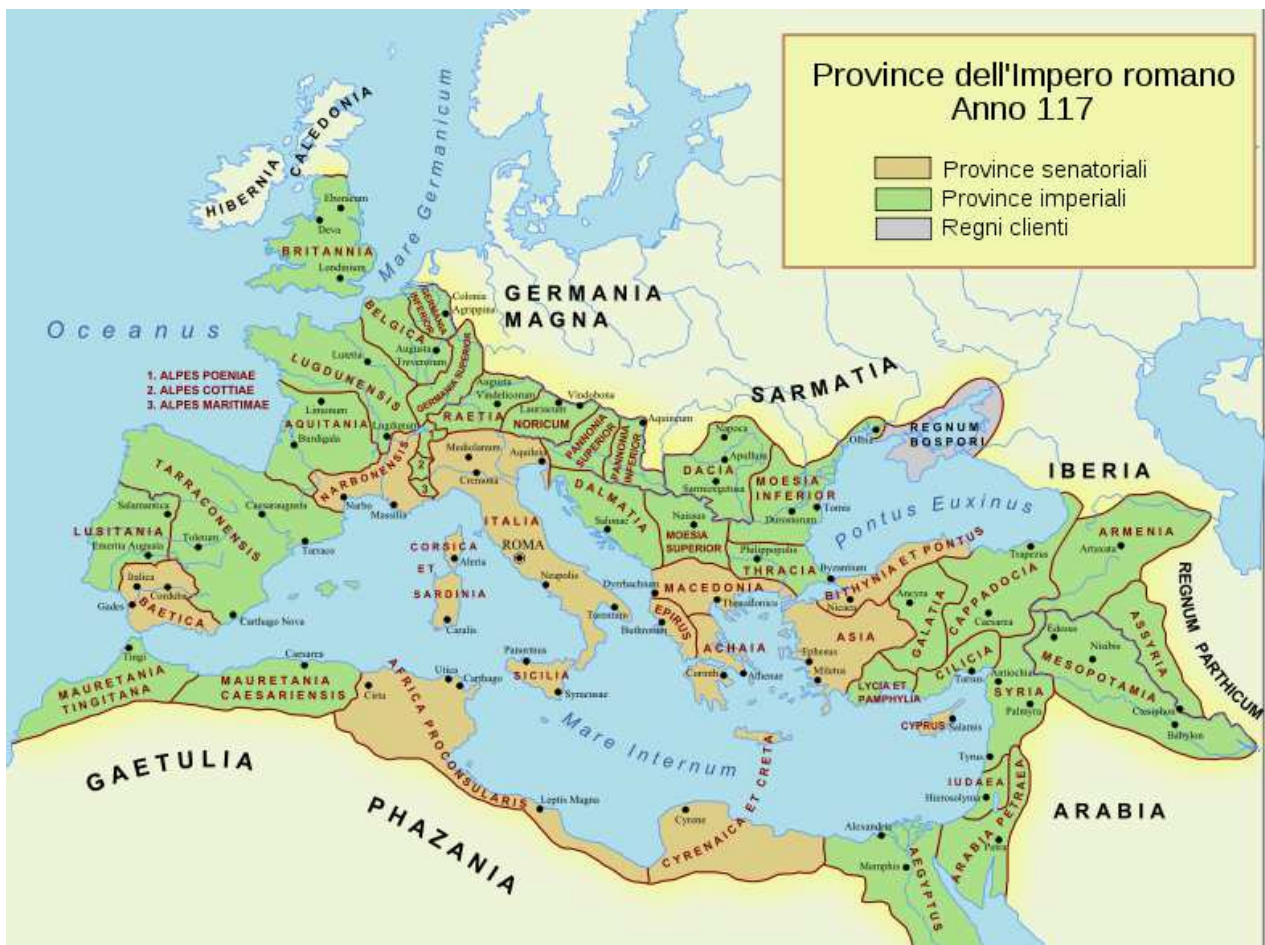 Province dell'Impero romano
Anno 117
Province senatoriali
Province imperiali
Regni clienti
CALEDONIA
HIBERNIA
Mare Germanicum
Eboracum
Deva
BRITANNIA
Londinium
GERMANIA
MAGNA
Oceanus
GERMANIA
INFERIOR
Colonia
Agrippina
BELGICA
Augusta
Treverorum
Lutetia
LUGDUNENSIS
GERMANIA SUPERIOR
1. ALPES POENIAE
2. ALPES COTTIAE
3. ALPES MARITIMAE
SARMATIA
Augusta
Vindelicorum
Vindobona
Lauriacum
RAETIA
NORICUM
Aquincum
PANNONIA
SUPERIOR
PANNONIA
INFERIOR
Limonum
AQUITANIA
Lugdunum
Burdigala
Mediolanum
Aquileia
Cremona
1
2
3
NARBONENSIS
Narbo
Massilia
Napoca
Apullum
DACIA
Sarmizegetusa
MOESIA
INFERIOR
Tomis
Durostorum
Olbia
REGNUM
BOSPORI
IBERIA
Pontus Euxinus
TARRACONENSIS
Salamantica
Caesaraugusta
LUSITANIA
Toletum
Emerita Augusta
Tarraco
Italica
Corduba
BAETICA
Gades
Carthago Nova
ITALIA
ROMA
CORSICA
ET
SARDINIA
Aleria
Caralis
Neapolis
Tarentum
DALMATIA
Salonae
Naissus
MOESIA
SUPERIOR
Philippopolis
THRACIA
Byzantium
Dyrrhachium
MACEDONIA
Thessalonica
EPIRUS
Buthrotum
ACHAIA
Corinth
Athenae
BITHYNIA ET PONTUS
Nicaea
Trapezus
ARMENIA
Artaxata
Ancyra
GALATIA
CAPPADOCIA
Caesarea
ASIA
Ephesus
Miletus
LYCIA ET
PAMPHYLIA
CILICIA
Tarsus
Antiochia
Edessa
Nisibis
MESOPOTAMIA
ASSYRIA
Ctesiphon
Babylon
REGNUM PARTHICUM
SYRIA
Palmyra
CYPRUS
Salamis
Tyrus
IUDAEA
Hierosolyma
ARABIA PETRAEA
Petra
ARABIA
Tingi
MAURETANIA
TINGITANA
Caesarea
MAURETANIA
CAESARIENSIS
Cirta
Utica
Carthago
AFRICA PROCONSULARIS
Panormus
SICILIA
Syracusae
Mare Internum
Leptis Magna
GAETULIA
PHAZANIA
Cyrene
CYRENAICA ET CRETA
Alexandria
Memphis
AEGYPTUS